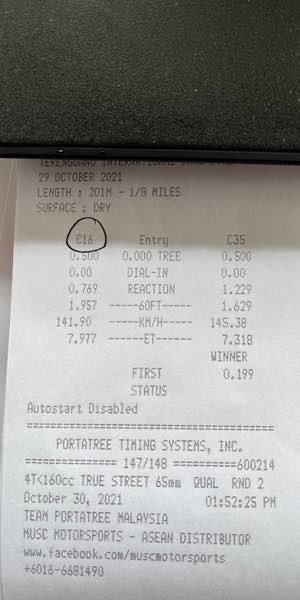 TERENGGANU INTERNATIONAL
29 OCTOBER 2021
LENGTH : 201M - 1/8 MILES
SURFACE : DRY
C16 Entry C35
0.500 0.000 TREE 0.500
0.00 DIAL-IN 0.00
0.769 REACTION 1.229
1.957 -----60FT----- 1.629
141.90 -----KM/H----- 145.38
7.977 ------ET------ 7.318
WINNER
FIRST 0.199
STATUS
Autostart Disabled
======================================
PORTATREE TIMING SYSTEMS, INC.
============== 147/148 ==========600214
4T<160cc TRUE STREET 65mm QUAL RND 2
October 30, 2021 01:52:25 PM
TEAM PORTATREE MALAYSIA
MUSC MOTORSPORTS - ASEAN DISTRIBUTOR
www.facebook.com/muscmotorsports
+6016-6681490